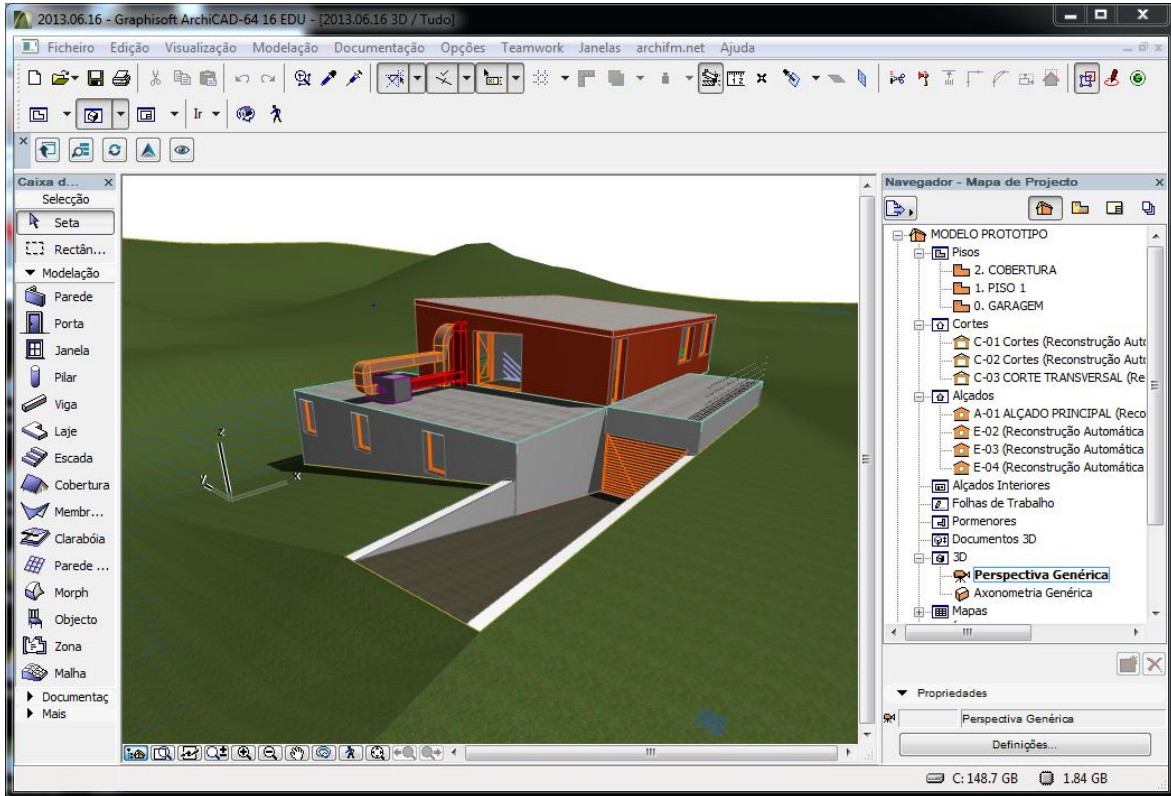 2013.06.16 - Graphisoft ArchiCAD-64 16 EDU - [2013.06.16 3D / Tudo]
Ficheiro Edição Visualização Modelação Documentação Opções Teamwork Janelas archifm.net Ajuda
Ir
Caixa d...
Selecção
Seta
Rectân...
Modelação
Parede
Porta
Janela
Pilar
Viga
Laje
Escada
Cobertura
Membr...
Clarabóia
Parede ...
Morph
Objecto
Zona
Malha
Documentaç
Mais
z
y
x
Navegador - Mapa de Projecto
MODELO PROTOTIPO
Pisos
2. COBERTURA
1. PISO 1
0. GARAGEM
Cortes
C-01 Cortes (Reconstrução Auto
C-02 Cortes (Reconstrução Auto
C-03 CORTE TRANSVERSAL (Re
Alçados
A-01 ALÇADO PRINCIPAL (Reco
E-02 (Reconstrução Automática
E-03 (Reconstrução Automática
E-04 (Reconstrução Automática
Alçados Interiores
Folhas de Trabalho
Pormenores
Documentos 3D
3D
Perspectiva Genérica
Axonometria Genérica
Mapas
Propriedades
Perspectiva Genérica
Definições...
C: 148.7 GB 1.84 GB